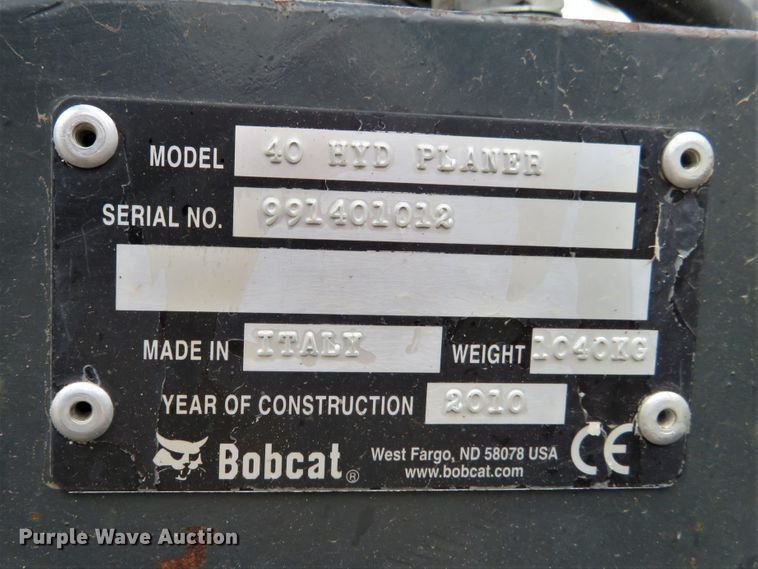 MODEL 40 HYD PLANER
SERIAL NO. 991401012
MADE IN ITALY WEIGHT 1040KG
YEAR OF CONSTRUCTION 2010
Bobcat® West Fargo, ND 58078 USA
www.bobcat.com
CE
Purple Wave Auction